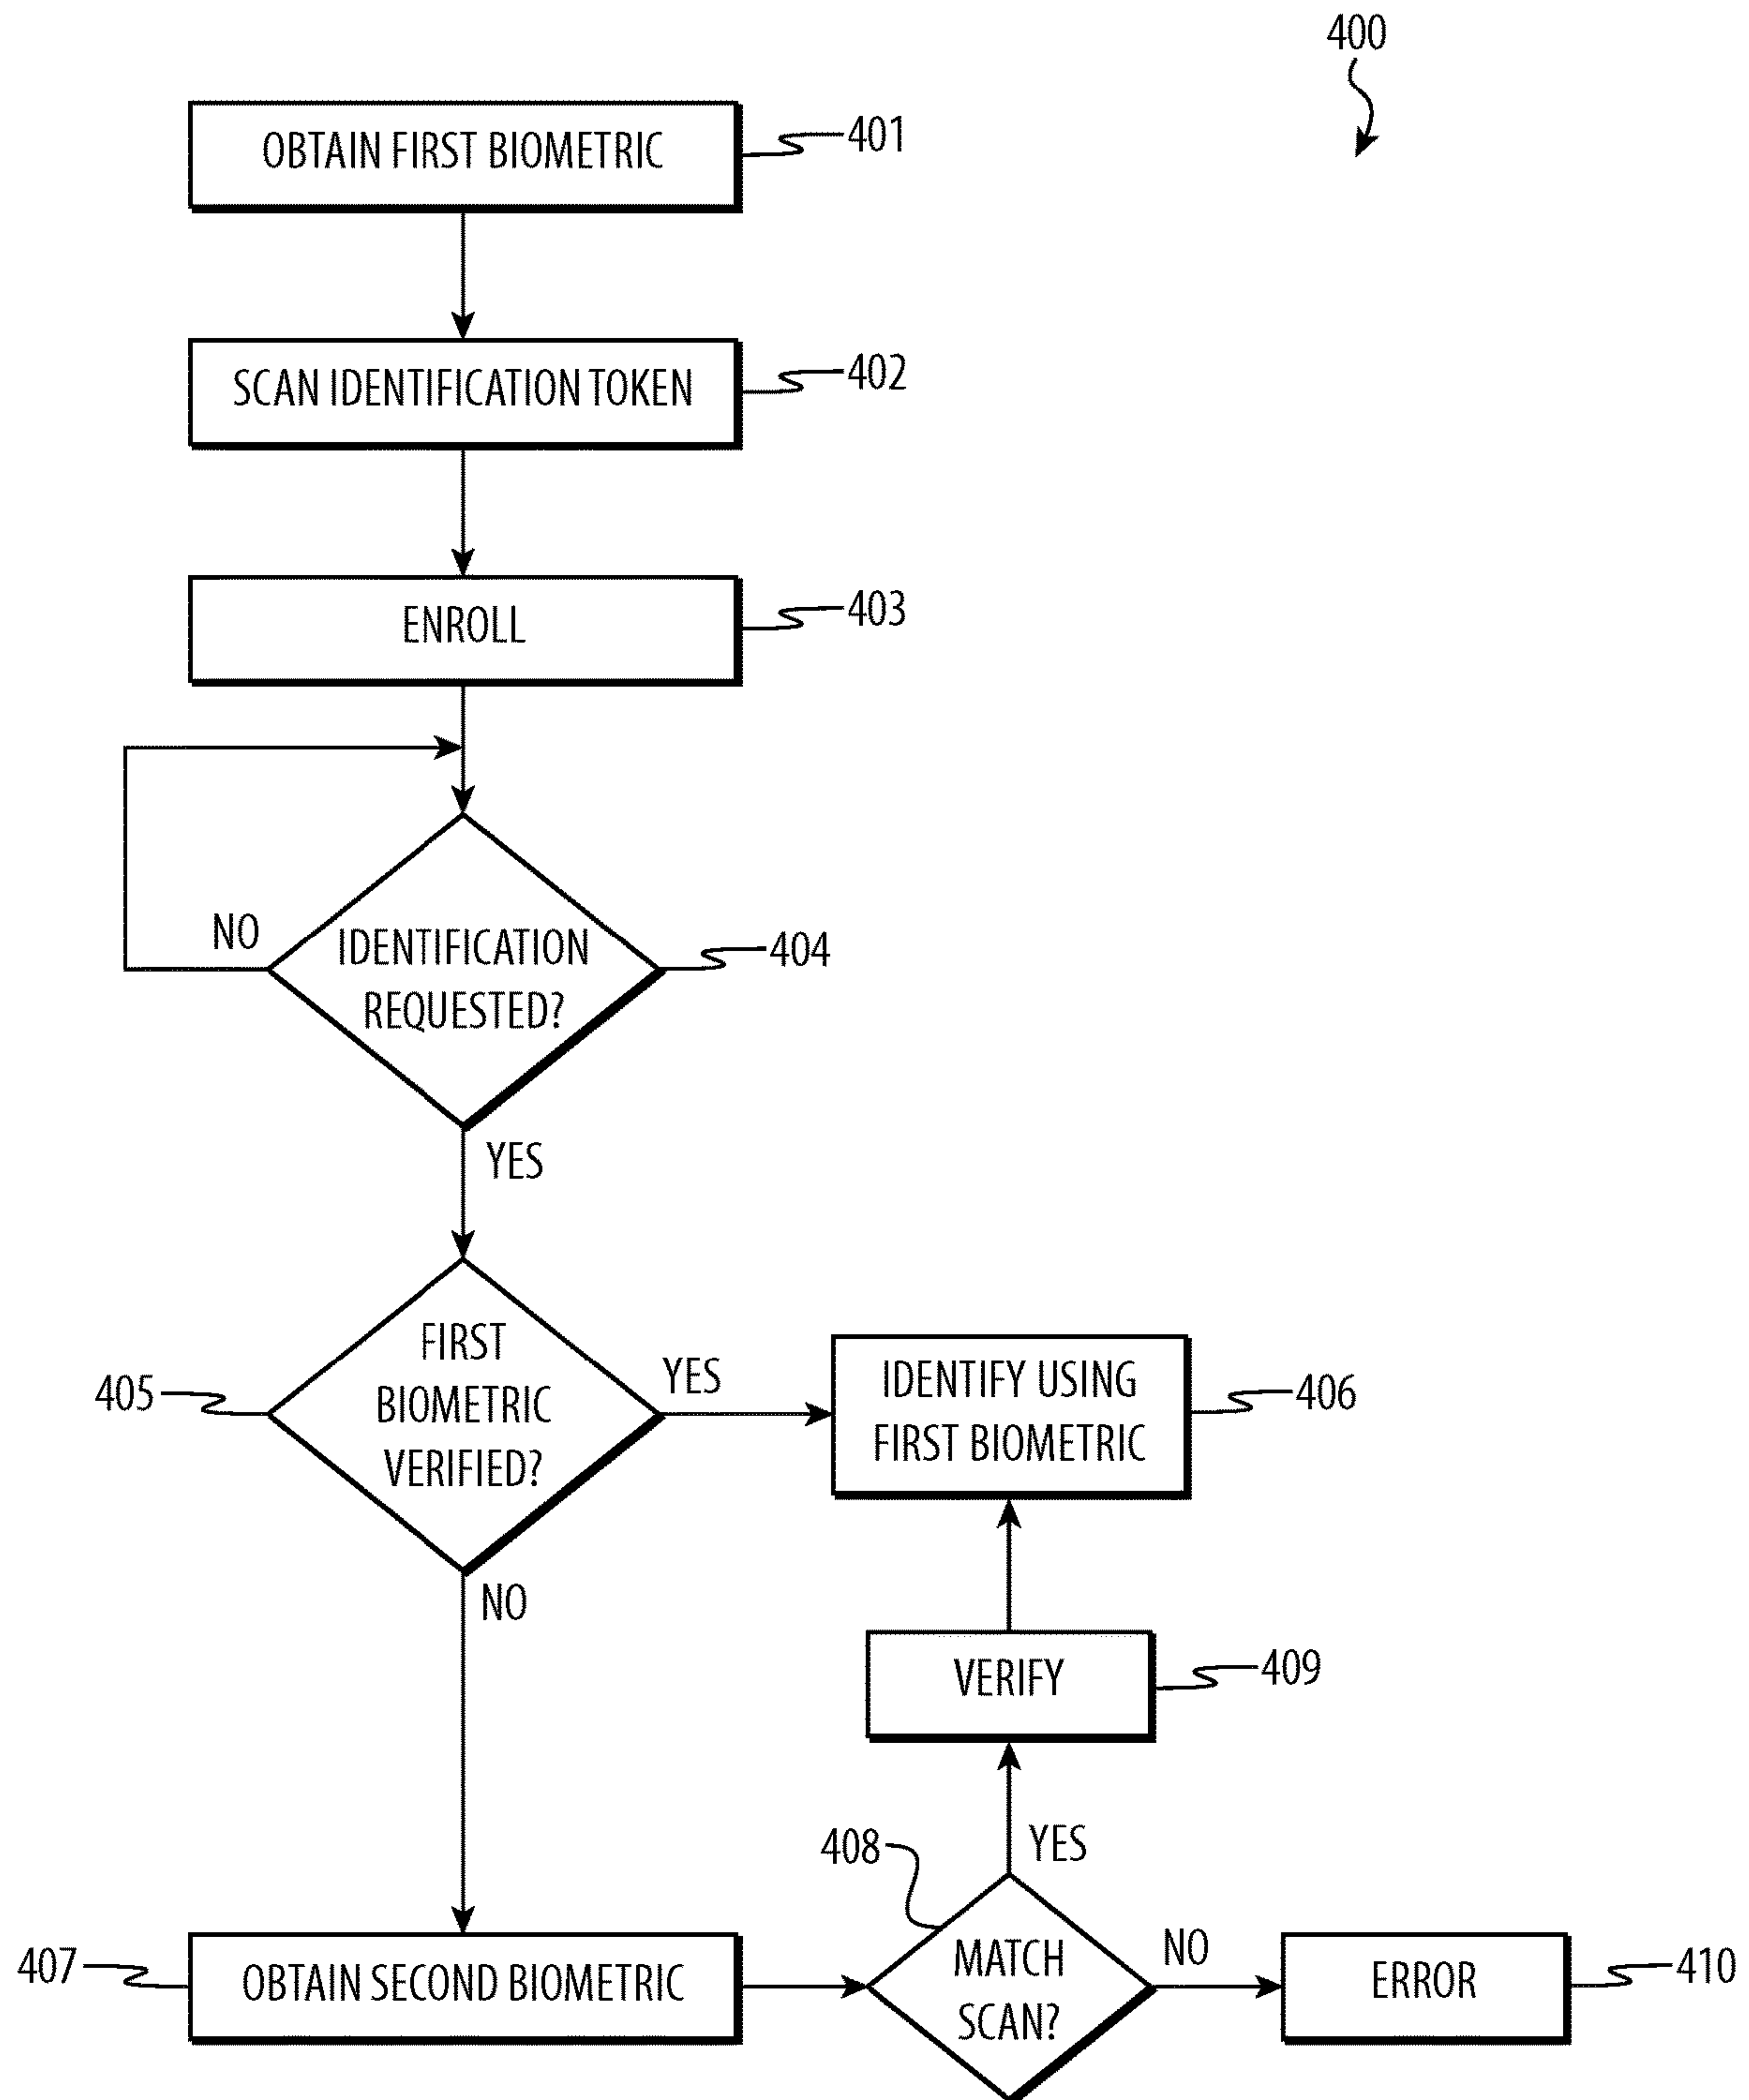 400
OBTAIN FIRST BIOMETRIC
401
SCAN IDENTIFICATION TOKEN
402
ENROLL
403
NO
IDENTIFICATION
REQUESTED?
404
YES
405
FIRST
BIOMETRIC
VERIFIED?
YES
IDENTIFY USING
FIRST BIOMETRIC
406
NO
VERIFY
409
408
YES
407
OBTAIN SECOND BIOMETRIC
MATCH
SCAN?
NO
ERROR
410